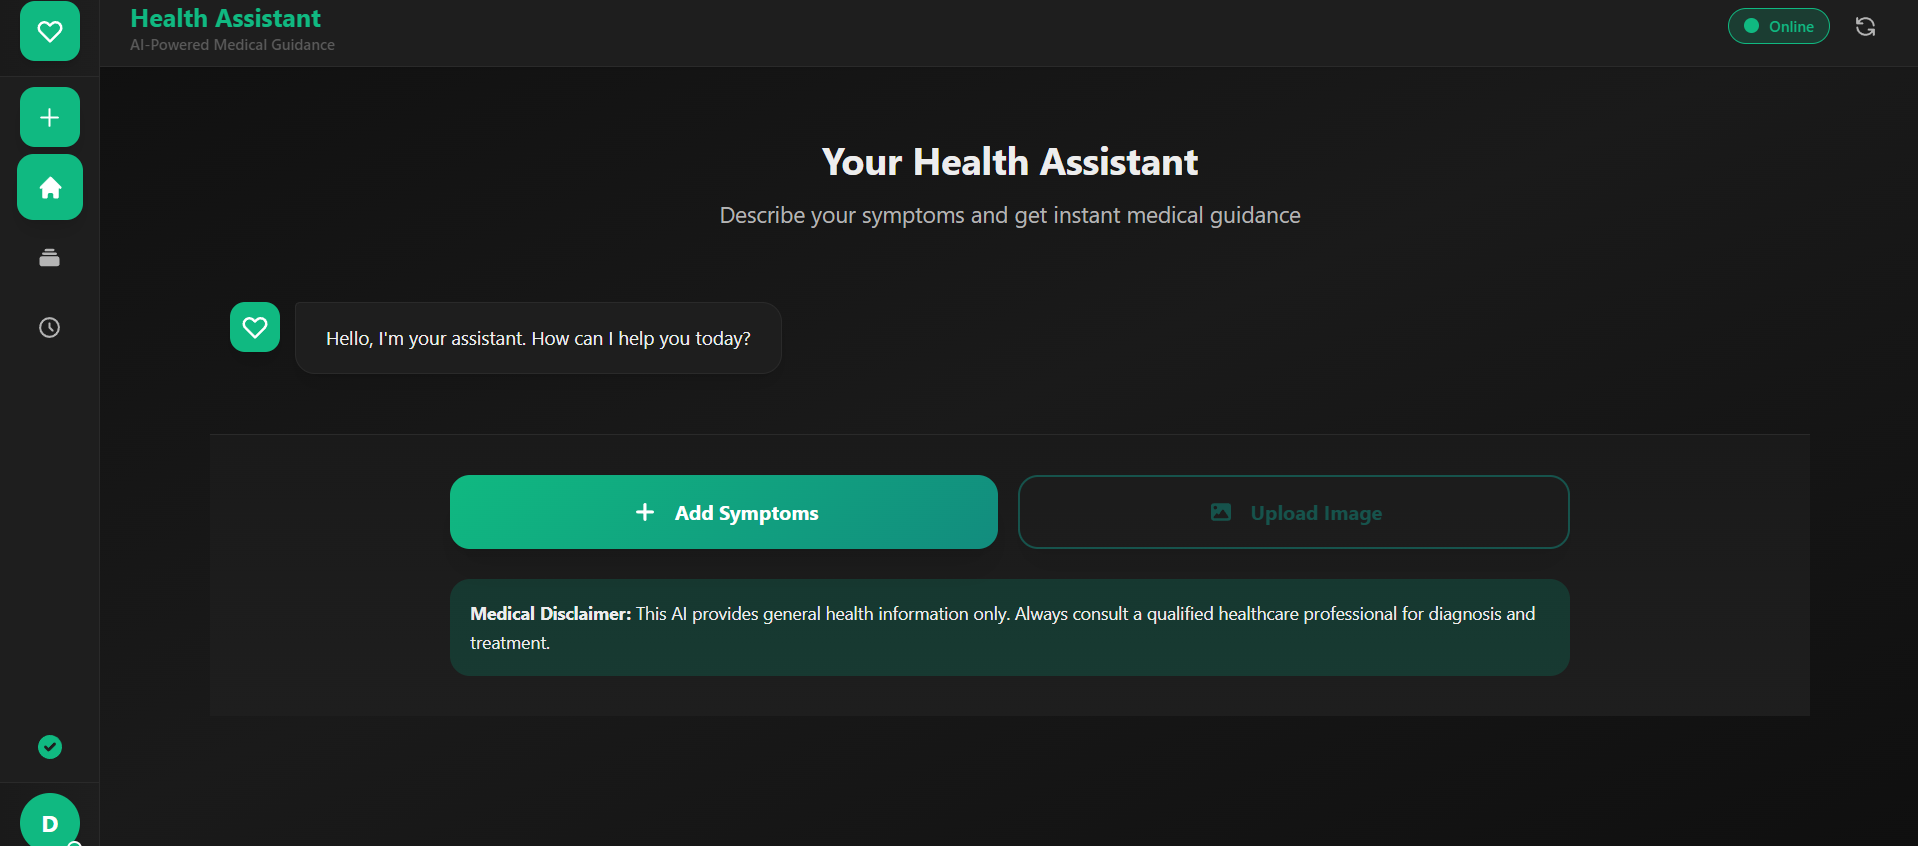 Health Assistant
AI-Powered Medical Guidance
Online
Your Health Assistant
Describe your symptoms and get instant medical guidance
Hello, I'm your assistant. How can I help you today?
Add Symptoms
Upload Image
Medical Disclaimer: This AI provides general health information only. Always consult a qualified healthcare professional for diagnosis and
treatment.
D